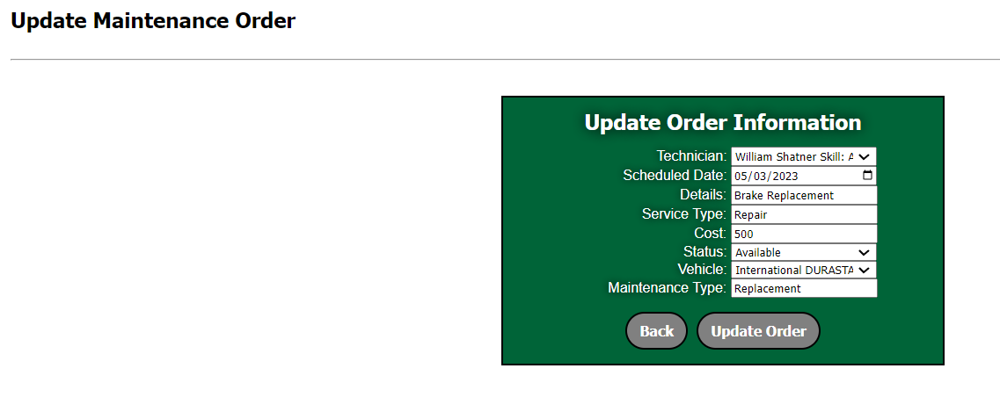 Update Maintenance Order
Update Order Information
Technician: William Shatner Skill: A
Scheduled Date: 05/03/2023
Details: Brake Replacement
Service Type: Repair
Cost: 500
Status: Available
Vehicle: International DURASTA
Maintenance Type: Replacement
Back Update Order